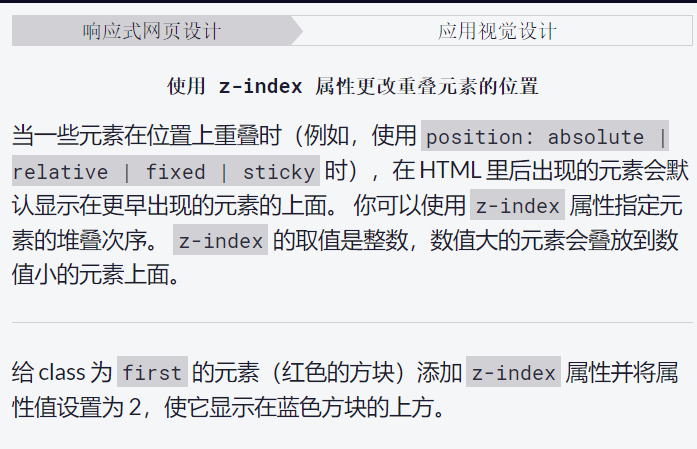 响应式网页设计 应用视觉设计
使用 z-index 属性更改重叠元素的位置
当一些元素在位置上重叠时（例如，使用 position: absolute |
relative | fixed | sticky 时），在 HTML 里后出现的元素会默
认显示在更早出现的元素的上面。 你可以使用 z-index 属性指定元
素的堆叠次序。 z-index 的取值是整数，数值大的元素会叠放到数
值小的元素上面。
给 class 为 first 的元素（红色的方块）添加 z-index 属性并将属
性值设置为 2，使它显示在蓝色方块的上方。